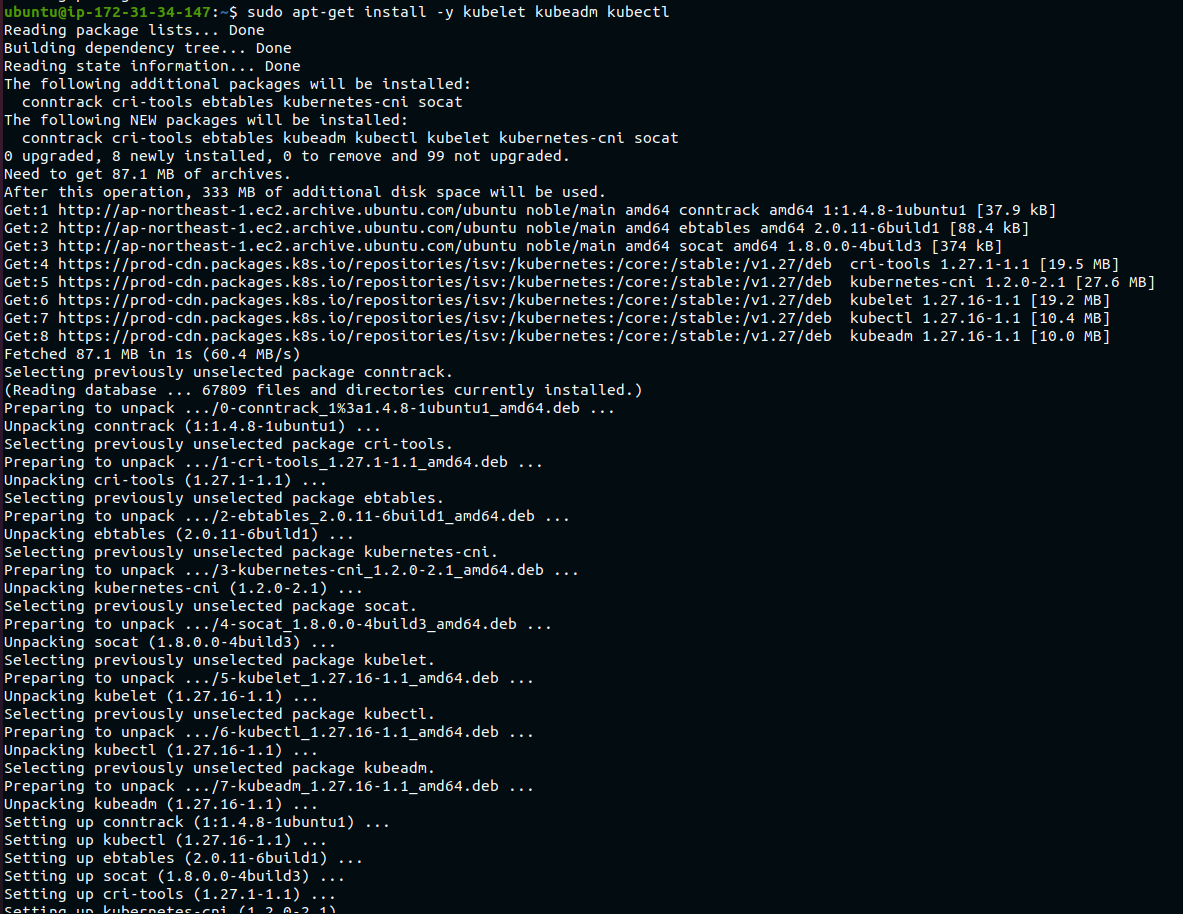 ubuntu@ip-172-31-34-147:~$ sudo apt-get install -y kubelet kubeadm kubectl
Reading package lists... Done
Building dependency tree... Done
Reading state information... Done
The following additional packages will be installed:
  conntrack cri-tools ebtables kubernetes-cni socat
The following NEW packages will be installed:
  conntrack cri-tools ebtables kubeadm kubectl kubelet kubernetes-cni socat
0 upgraded, 8 newly installed, 0 to remove and 99 not upgraded.
Need to get 87.1 MB of archives.
After this operation, 333 MB of additional disk space will be used.
Get:1 http://ap-northeast-1.ec2.archive.ubuntu.com/ubuntu noble/main amd64 conntrack amd64 1:1.4.8-1ubuntu1 [37.9 kB]
Get:2 http://ap-northeast-1.ec2.archive.ubuntu.com/ubuntu noble/main amd64 ebtables amd64 2.0.11-6build1 [88.4 kB]
Get:3 http://ap-northeast-1.ec2.archive.ubuntu.com/ubuntu noble/main amd64 socat amd64 1.8.0.0-4build3 [374 kB]
Get:4 https://prod-cdn.packages.k8s.io/repositories/isv:/kubernetes:/core:/stable:/v1.27/deb  cri-tools 1.27.1-1.1 [19.5 MB]
Get:5 https://prod-cdn.packages.k8s.io/repositories/isv:/kubernetes:/core:/stable:/v1.27/deb  kubernetes-cni 1.2.0-2.1 [27.6 MB]
Get:6 https://prod-cdn.packages.k8s.io/repositories/isv:/kubernetes:/core:/stable:/v1.27/deb  kubelet 1.27.16-1.1 [19.2 MB]
Get:7 https://prod-cdn.packages.k8s.io/repositories/isv:/kubernetes:/core:/stable:/v1.27/deb  kubectl 1.27.16-1.1 [10.4 MB]
Get:8 https://prod-cdn.packages.k8s.io/repositories/isv:/kubernetes:/core:/stable:/v1.27/deb  kubeadm 1.27.16-1.1 [10.0 MB]
Fetched 87.1 MB in 1s (60.4 MB/s)
Selecting previously unselected package conntrack.
(Reading database ... 67809 files and directories currently installed.)
Preparing to unpack .../0-conntrack_1%3a1.4.8-1ubuntu1_amd64.deb ...
Unpacking conntrack (1:1.4.8-1ubuntu1) ...
Selecting previously unselected package cri-tools.
Preparing to unpack .../1-cri-tools_1.27.1-1.1_amd64.deb ...
Unpacking cri-tools (1.27.1-1.1) ...
Selecting previously unselected package ebtables.
Preparing to unpack .../2-ebtables_2.0.11-6build1_amd64.deb ...
Unpacking ebtables (2.0.11-6build1) ...
Selecting previously unselected package kubernetes-cni.
Preparing to unpack .../3-kubernetes-cni_1.2.0-2.1_amd64.deb ...
Unpacking kubernetes-cni (1.2.0-2.1) ...
Selecting previously unselected package socat.
Preparing to unpack .../4-socat_1.8.0.0-4build3_amd64.deb ...
Unpacking socat (1.8.0.0-4build3) ...
Selecting previously unselected package kubelet.
Preparing to unpack .../5-kubelet_1.27.16-1.1_amd64.deb ...
Unpacking kubelet (1.27.16-1.1) ...
Selecting previously unselected package kubectl.
Preparing to unpack .../6-kubectl_1.27.16-1.1_amd64.deb ...
Unpacking kubectl (1.27.16-1.1) ...
Selecting previously unselected package kubeadm.
Preparing to unpack .../7-kubeadm_1.27.16-1.1_amd64.deb ...
Unpacking kubeadm (1.27.16-1.1) ...
Setting up conntrack (1:1.4.8-1ubuntu1) ...
Setting up kubectl (1.27.16-1.1) ...
Setting up ebtables (2.0.11-6build1) ...
Setting up socat (1.8.0.0-4build3) ...
Setting up cri-tools (1.27.1-1.1) ...
Setting up kubernetes-cni (1.2.0-2.1)